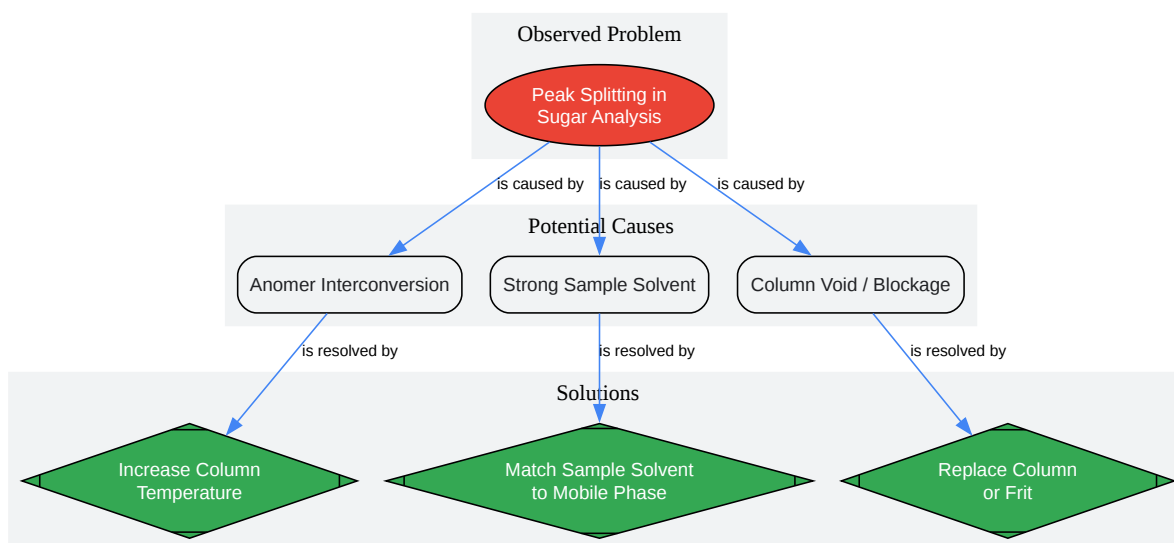 Observed Problem
Peak Splitting in
Sugar Analysis
is caused by
is caused by
is caused by
Potential Causes
Anomer Interconversion
Strong Sample Solvent
Column Void / Blockage
is resolved by
is resolved by
is resolved by
Solutions
Increase Column
Temperature
Match Sample Solvent
to Mobile Phase
Replace Column
or Frit